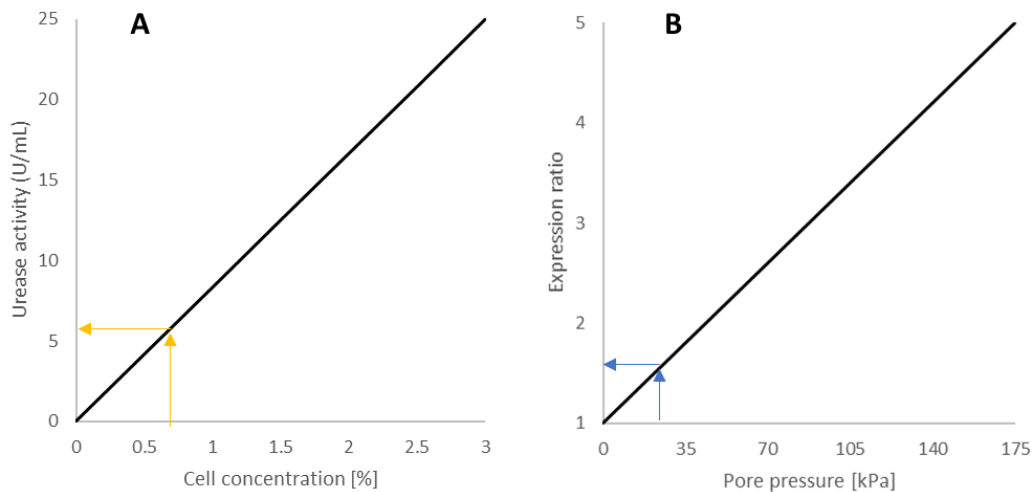 A
25
20
15
10
5
0
Urease activity (U/mL)
0 0.5 1 1.5 2 2.5 3
Cell concentration [%]
B
5
4
3
2
1
Expression ratio
0 35 70 105 140 175
Pore pressure [kPa]